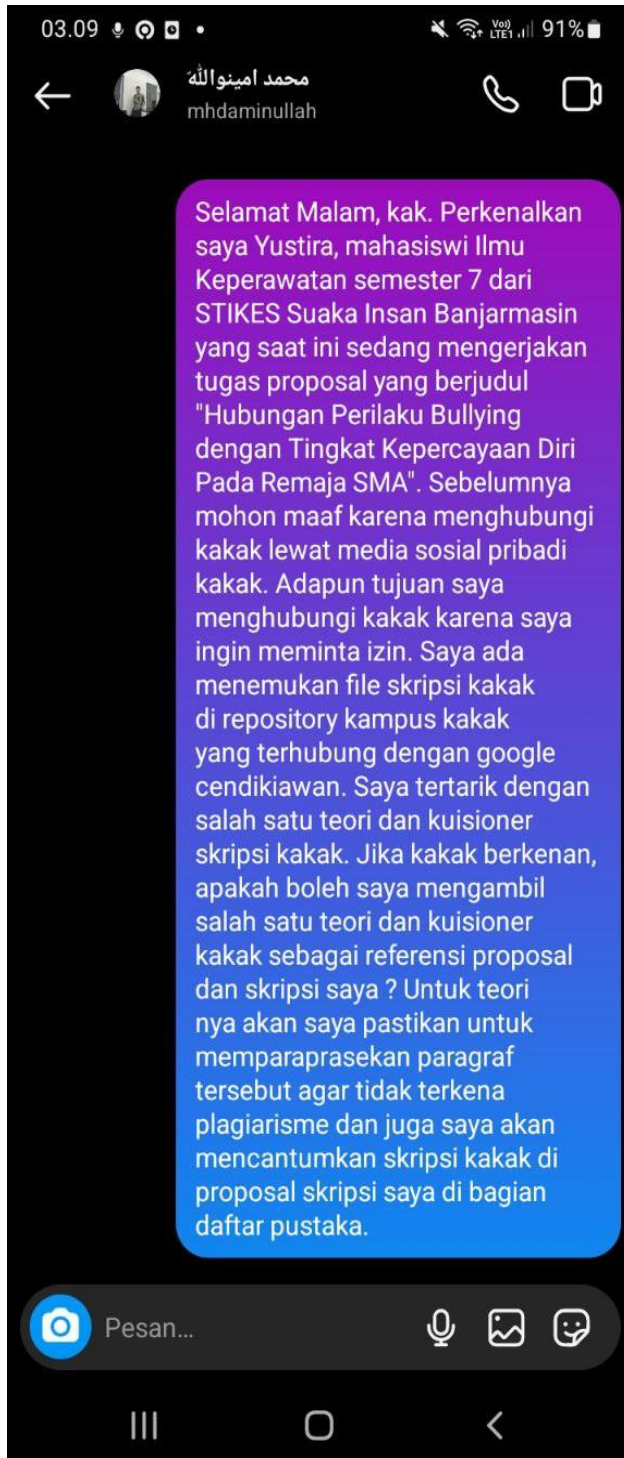 03.09
Voo) LTE1 91%
محمد امينوالله
mhdaminullah
Selamat Malam, kak. Perkenalkan
saya Yustira, mahasiswi Ilmu
Keperawatan semester 7 dari
STIKES Suaka Insan Banjarmasin
yang saat ini sedang mengerjakan
tugas proposal yang berjudul
"Hubungan Perilaku Bullying
dengan Tingkat Kepercayaan Diri
Pada Remaja SMA". Sebelumnya
mohon maaf karena menghubungi
kakak lewat media sosial pribadi
kakak. Adapun tujuan saya
menghubungi kakak karena saya
ingin meminta izin. Saya ada
menemukan file skripsi kakak
di repository kampus kakak
yang terhubung dengan google
cendikiawan. Saya tertarik dengan
salah satu teori dan kuisioner
skripsi kakak. Jika kakak berkenan,
apakah boleh saya mengambil
salah satu teori dan kuisioner
kakak sebagai referensi proposal
dan skripsi saya ? Untuk teori
nya akan saya pastikan untuk
memparaprasekan paragraf
tersebut agar tidak terkena
plagiarisme dan juga saya akan
mencantumkan skripsi kakak di
proposal skripsi saya di bagian
daftar pustaka.
Pesan...